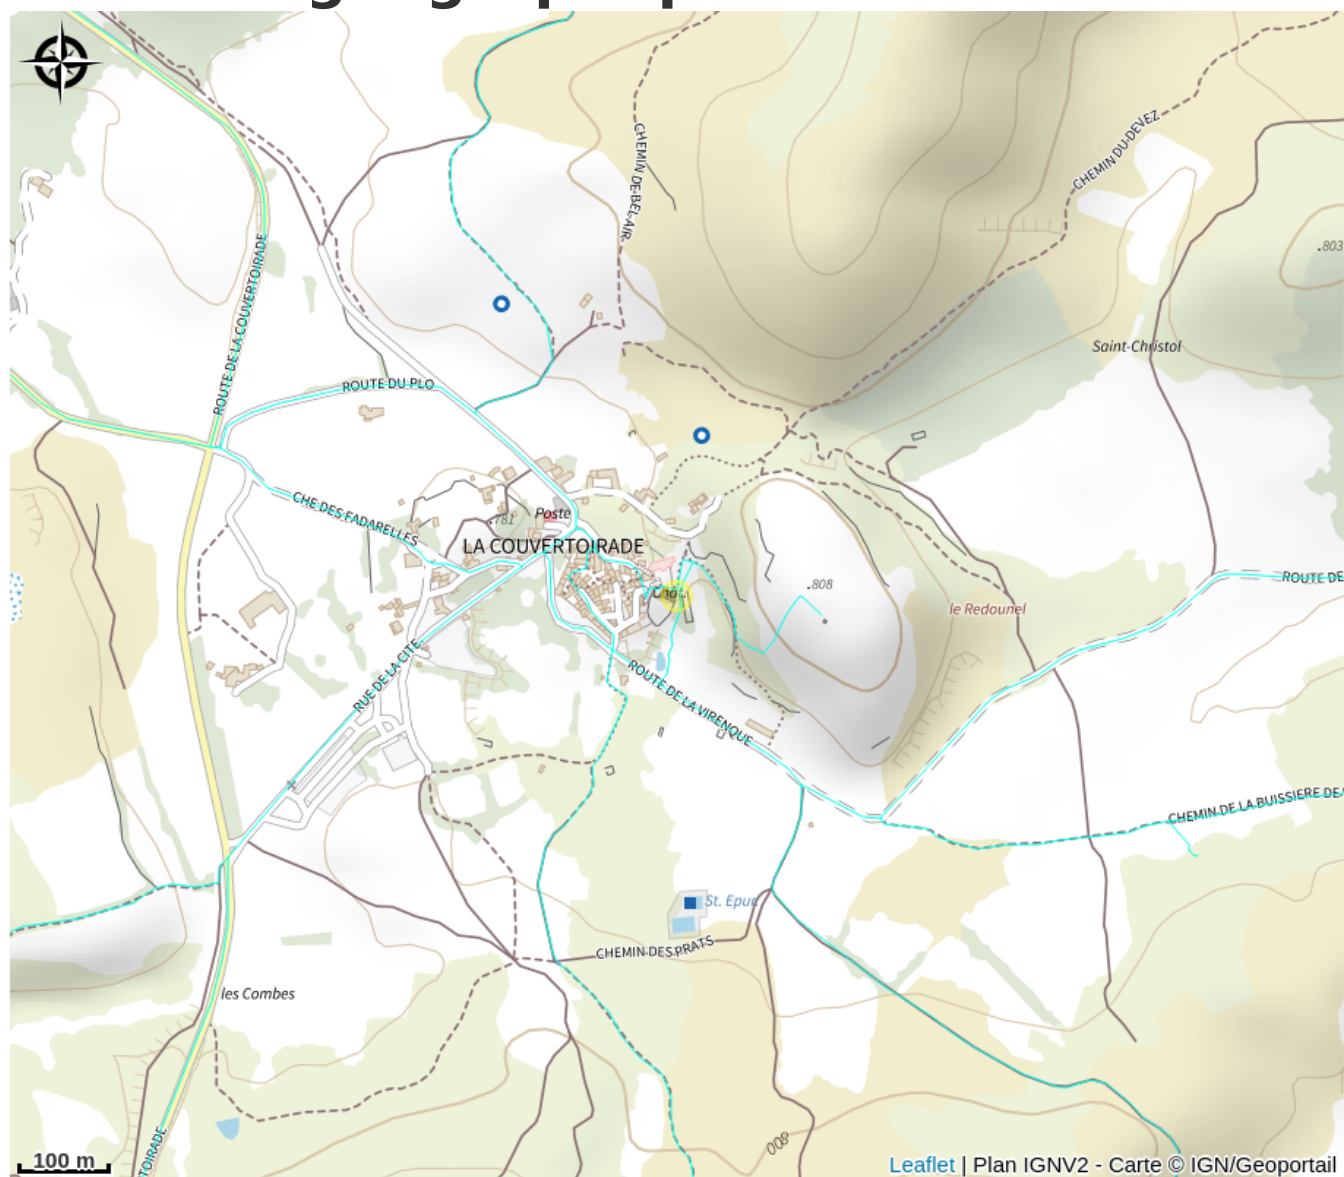 CHEMIN DE BEL-AIR
CHEMIN DU DEVEZ
.803
ROUTE DE LA COUVERTOIRADE
Saint-Christol
ROUTE DU PLO
CHE DES FADARELLES
Poste
.781
LA COUVERTOIRADE
ROUTE DE
.808
le Redounel
RUE DE LA CITE
ROUTE DE LA VIRENQUE
CHEMIN DE LA BUISSIERE DE
St. Epur.
CHEMIN DES PRATS
les Combes
TOIRADE
800
100 m
Leaflet | Plan IGNV2 - Carte © IGN/Geoportail